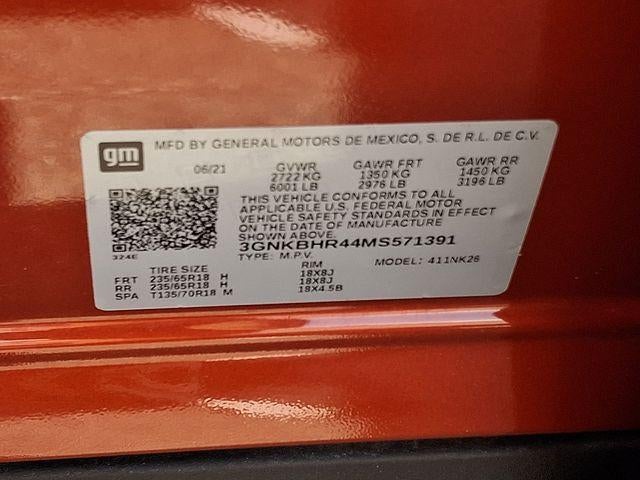 gm
MFD BY GENERAL MOTORS DE MEXICO, S. DE R.L. DE C.V.
06/21 GVWR GAWR FRT GAWR RR
2722 KG 1350 KG 1450 KG
6001 LB 2976 LB 3196 LB
THIS VEHICLE CONFORMS TO ALL
APPLICABLE U.S. FEDERAL MOTOR
VEHICLE SAFETY STANDARDS IN EFFECT
ON THE DATE OF MANUFACTURE
SHOWN ABOVE.
324E
3GNKBHR44MS571391
TYPE: M.P.V. MODEL: 411NK26
TIRE SIZE RIM
FRT 235/65R18 H 18X8J
RR 235/65R18 H 18X8J
SPA T135/70R18 M 18X4.5B